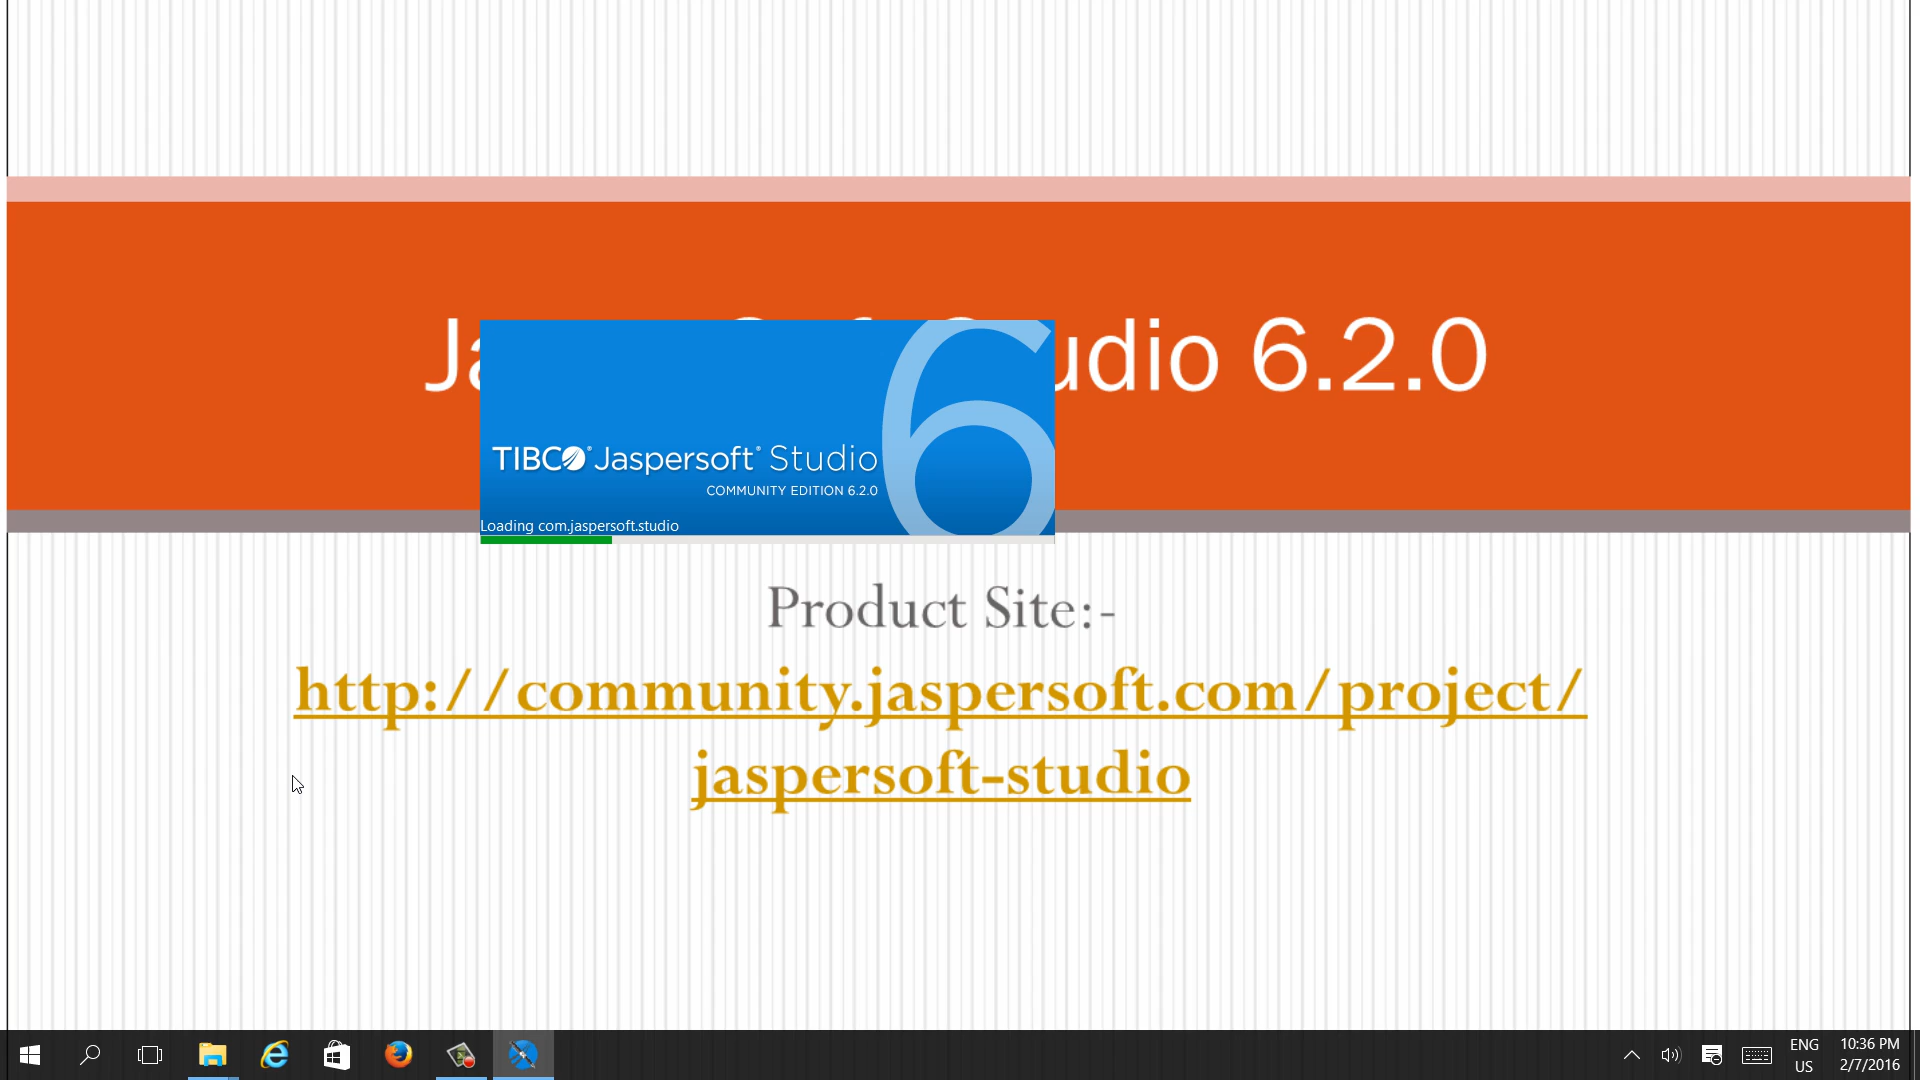 Ja
udio 6.2.0
6
TIBCO® Jaspersoft® Studio
COMMUNITY EDITION 6.2.0
Loading com.jaspersoft.studio
Product Site:-
http://community.jaspersoft.com/project/
jaspersoft-studio
ENG
US
10:36 PM
2/7/2016